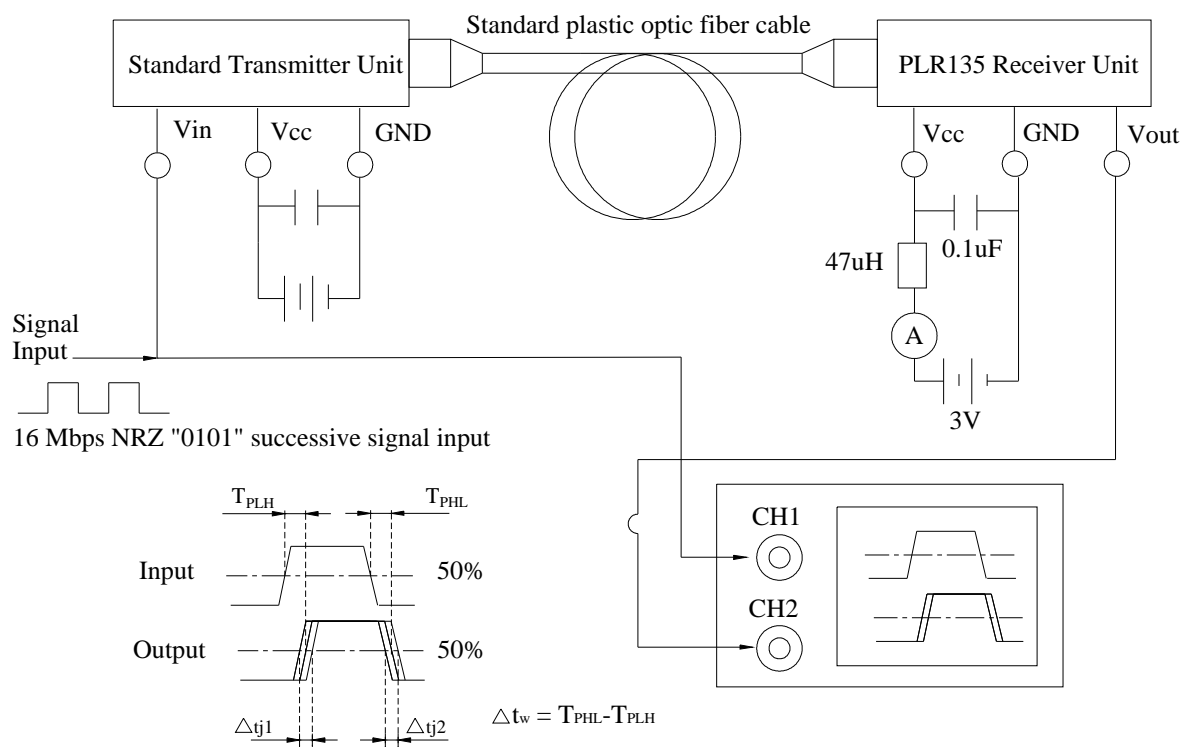 Standard plastic optic fiber cable
Standard Transmitter Unit
PLR135 Receiver Unit
Vin
Vcc
GND
Vcc
GND
Vout
0.1uF
47uH
A
3V
Signal
Input
16 Mbps NRZ "0101" successive signal input
TPLH
TPHL
Input
50%
Output
50%
△tj1
△tj2
△tw = TPHL-TPLH
CH1
CH2